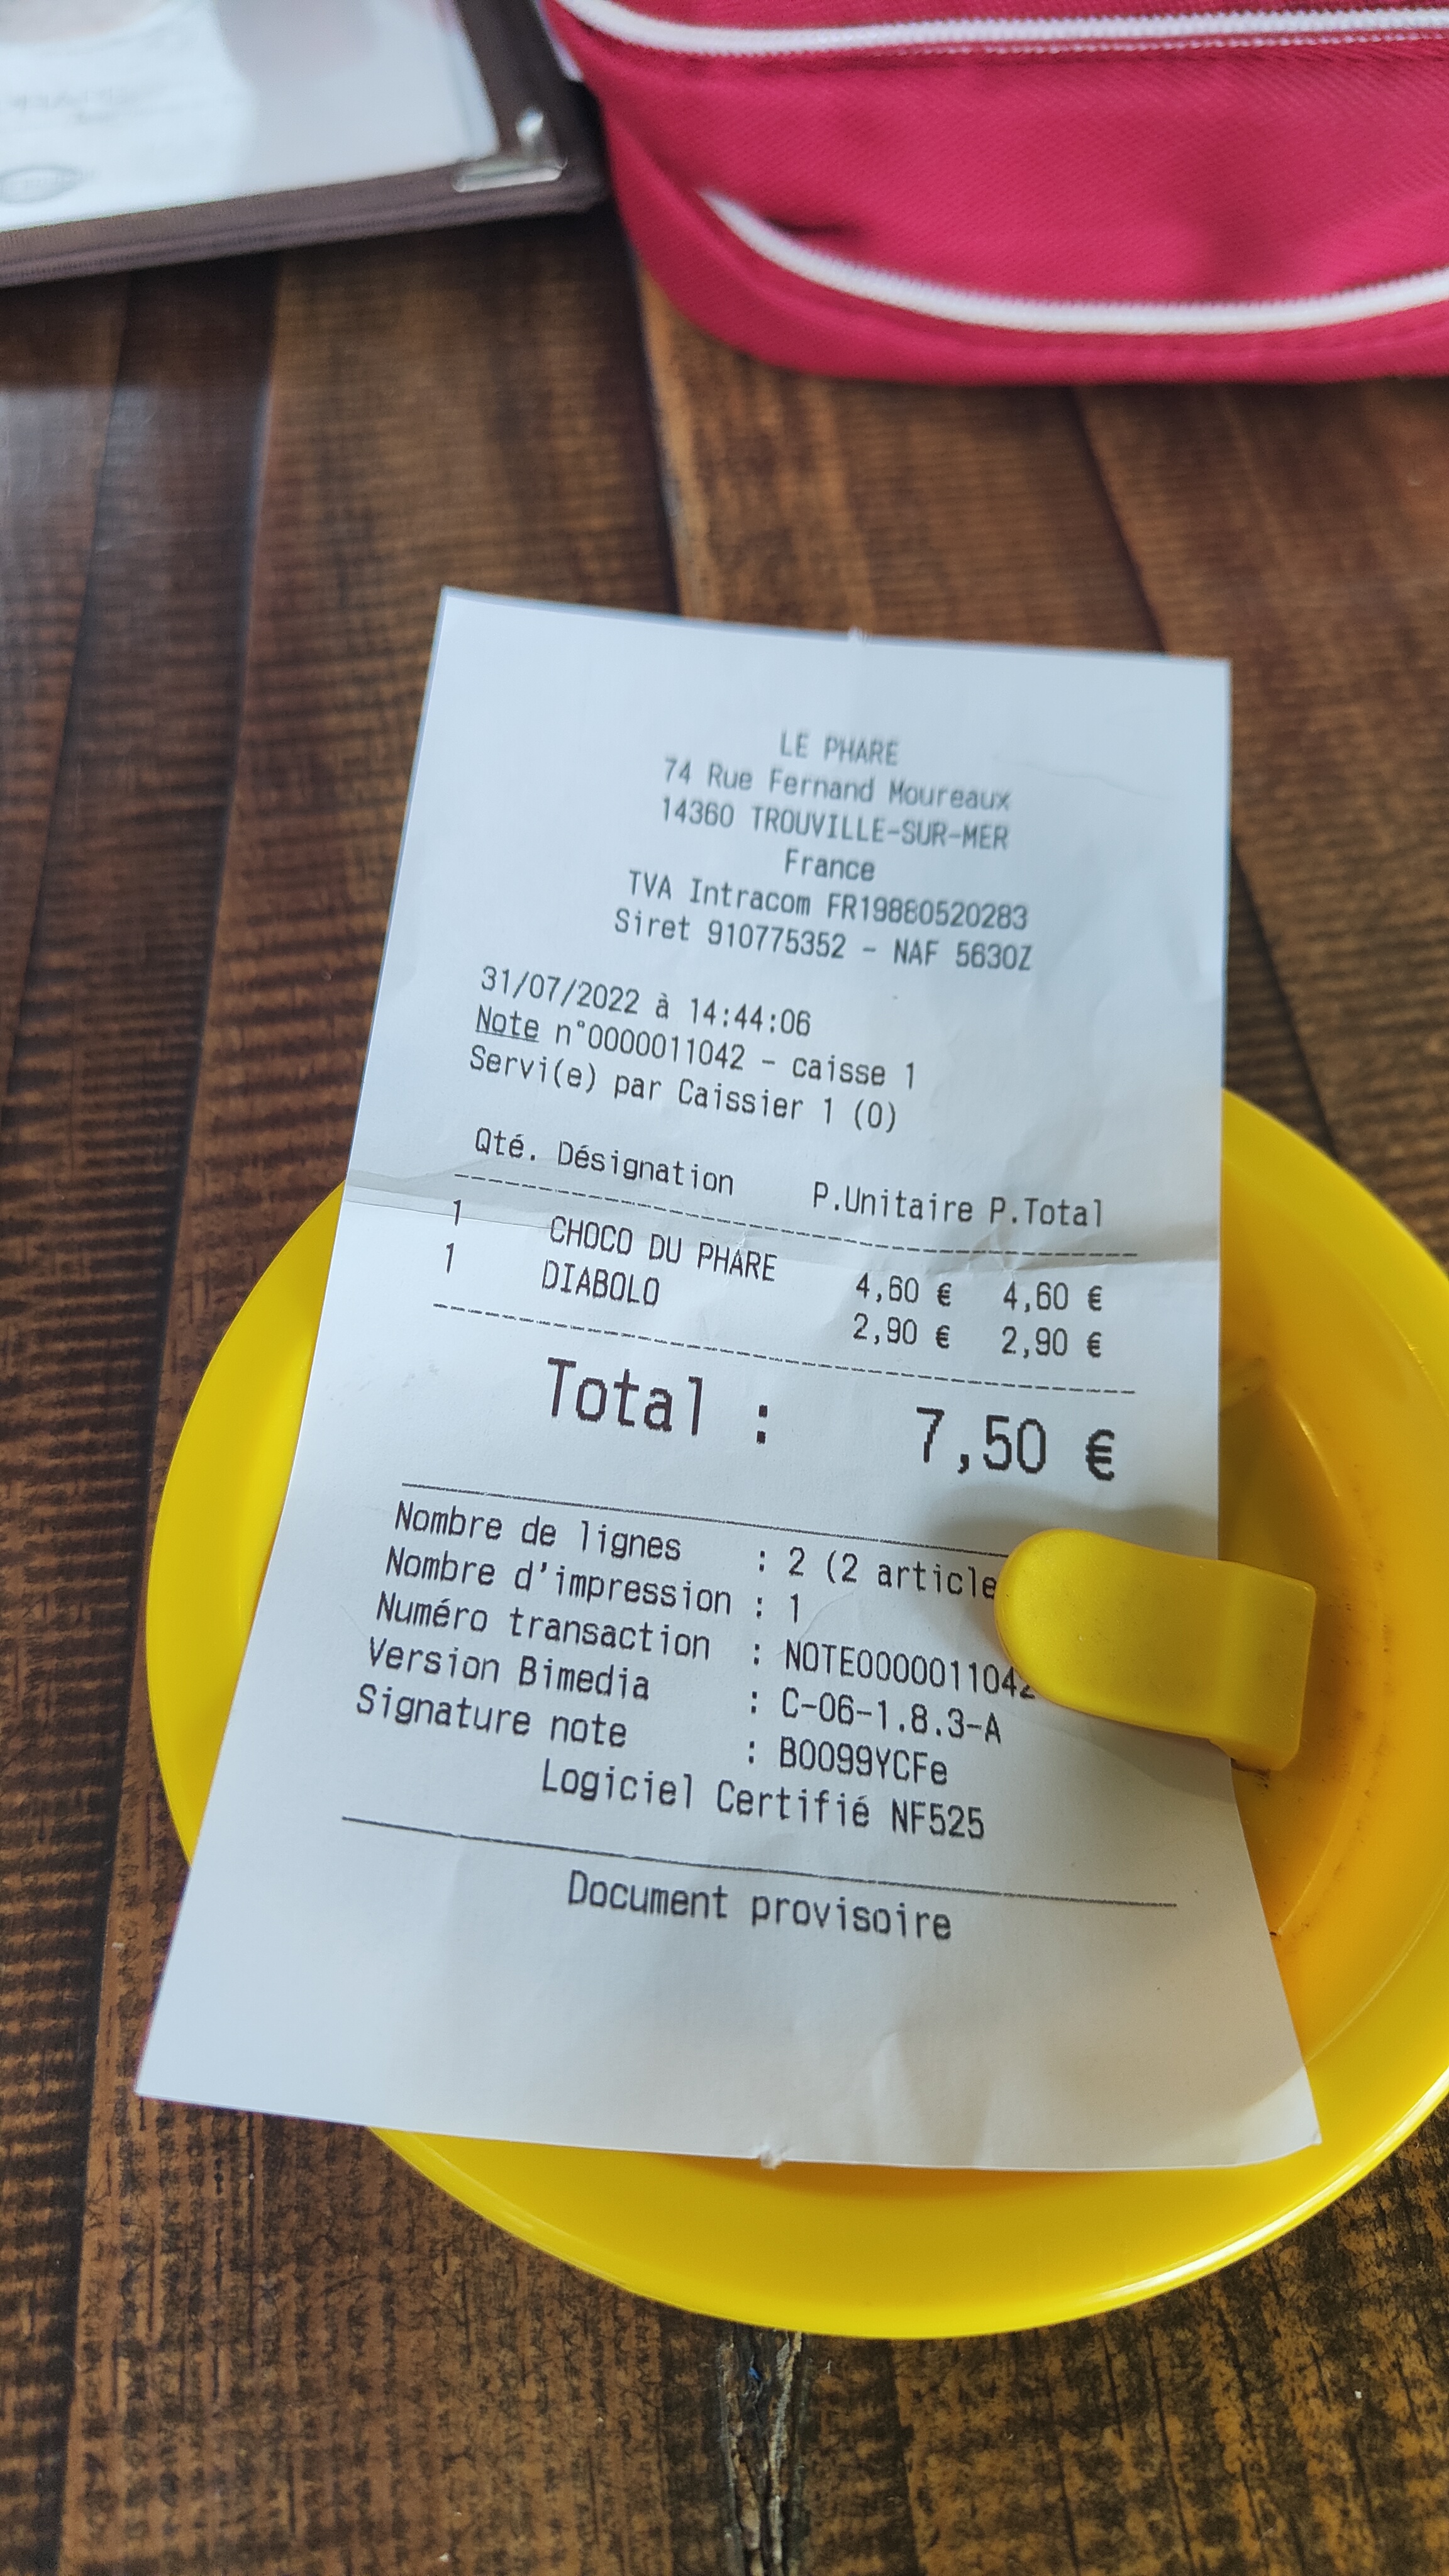 LE PHARE
74 Rue Fernand Moureaux
14360 TROUVILLE-SUR-MER
France
TVA Intracom FR19880520283
Siret 910775352 - NAF 5630Z
31/07/2022 à 14:44:06
Note n°0000011042 - caisse 1
Servi(e) par Caissier 1 (0)
Qté. Désignation P.Unitaire P.Total
1 CHOCO DU PHARE 4,60 € 4,60 €
1 DIABOLO 2,90 € 2,90 €
Total : 7,50 €
Nombre de lignes : 2 (2 article
Nombre d'impression : 1
Numéro transaction : NOTE0000011042
Version Bimedia : C-06-1.8.3-A
Signature note : B0099YCFe
Logiciel Certifié NF525
Document provisoire